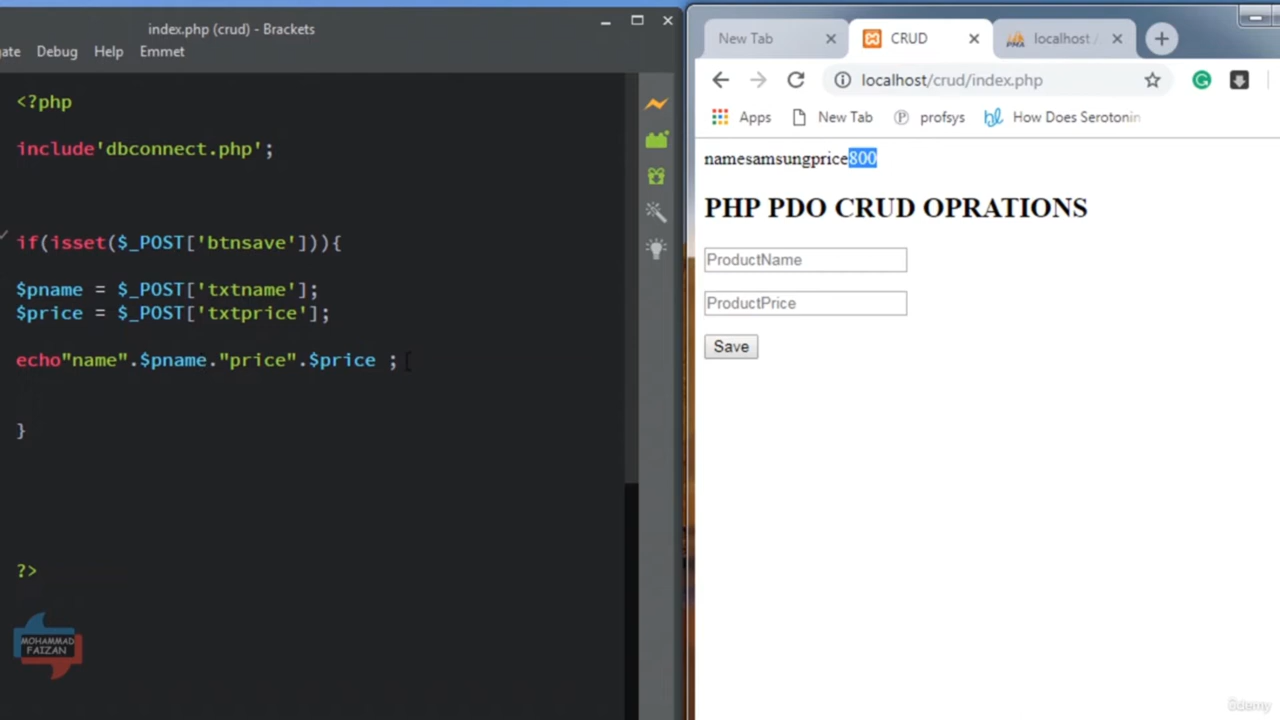 index.php (crud) - Brackets
gate Debug Help Emmet
<?php
include'dbconnect.php';
if(isset($_POST['btnsave'])){
$pname = $_POST['txtname'];
$price = $_POST['txtprice'];
echo"name".$pname."price".$price ;
}
?>
MOHAMMAD
FAIZAN
New Tab CRUD localhost /
PMA
localhost/crud/index.php
Apps New Tab profsys How Does Serotonin
namesamsungprice800
PHP PDO CRUD OPRATIONS
ProductName
ProductPrice
Save
ûdemy